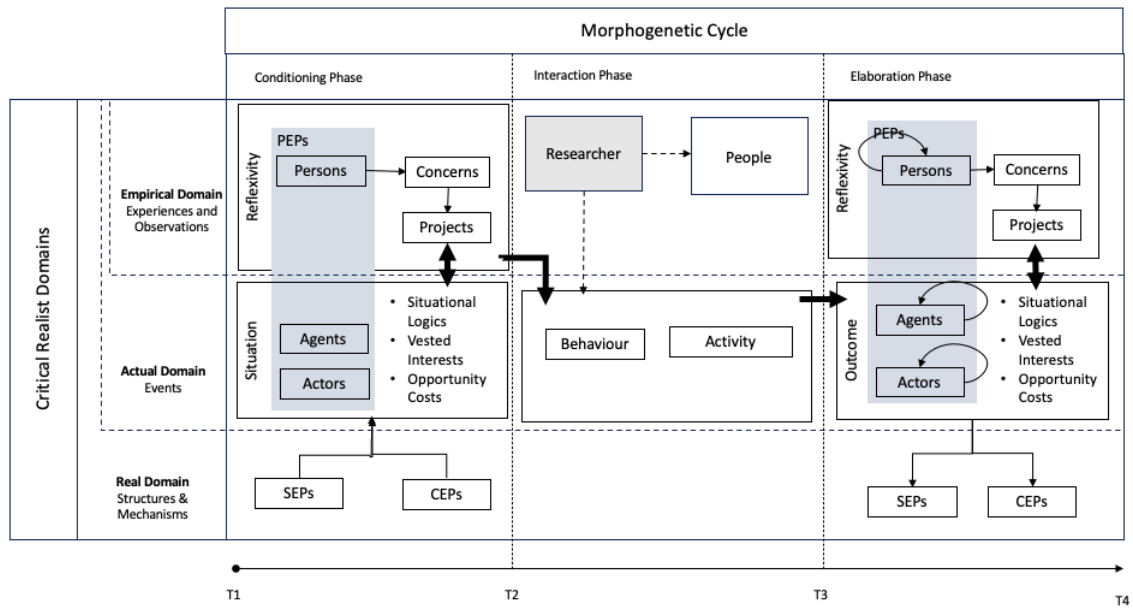 Morphogenetic Cycle
Conditioning Phase
Interaction Phase
Elaboration Phase
Critical Realist Domains
Empirical Domain
Experiences and
Observations
Reflexivity
PEPs
Persons
Concerns
Projects
Researcher
People
Reflexivity
PEPs
Persons
Concerns
Projects
Actual Domain
Events
Situation
Agents
Actors
• Situational
Logics
• Vested
Interests
• Opportunity
Costs
Behaviour
Activity
Outcome
Agents
Actors
• Situational
Logics
• Vested
Interests
• Opportunity
Costs
Real Domain
Structures &
Mechanisms
SEPs
CEPs
SEPs
CEPs
T1
T2
T3
T4